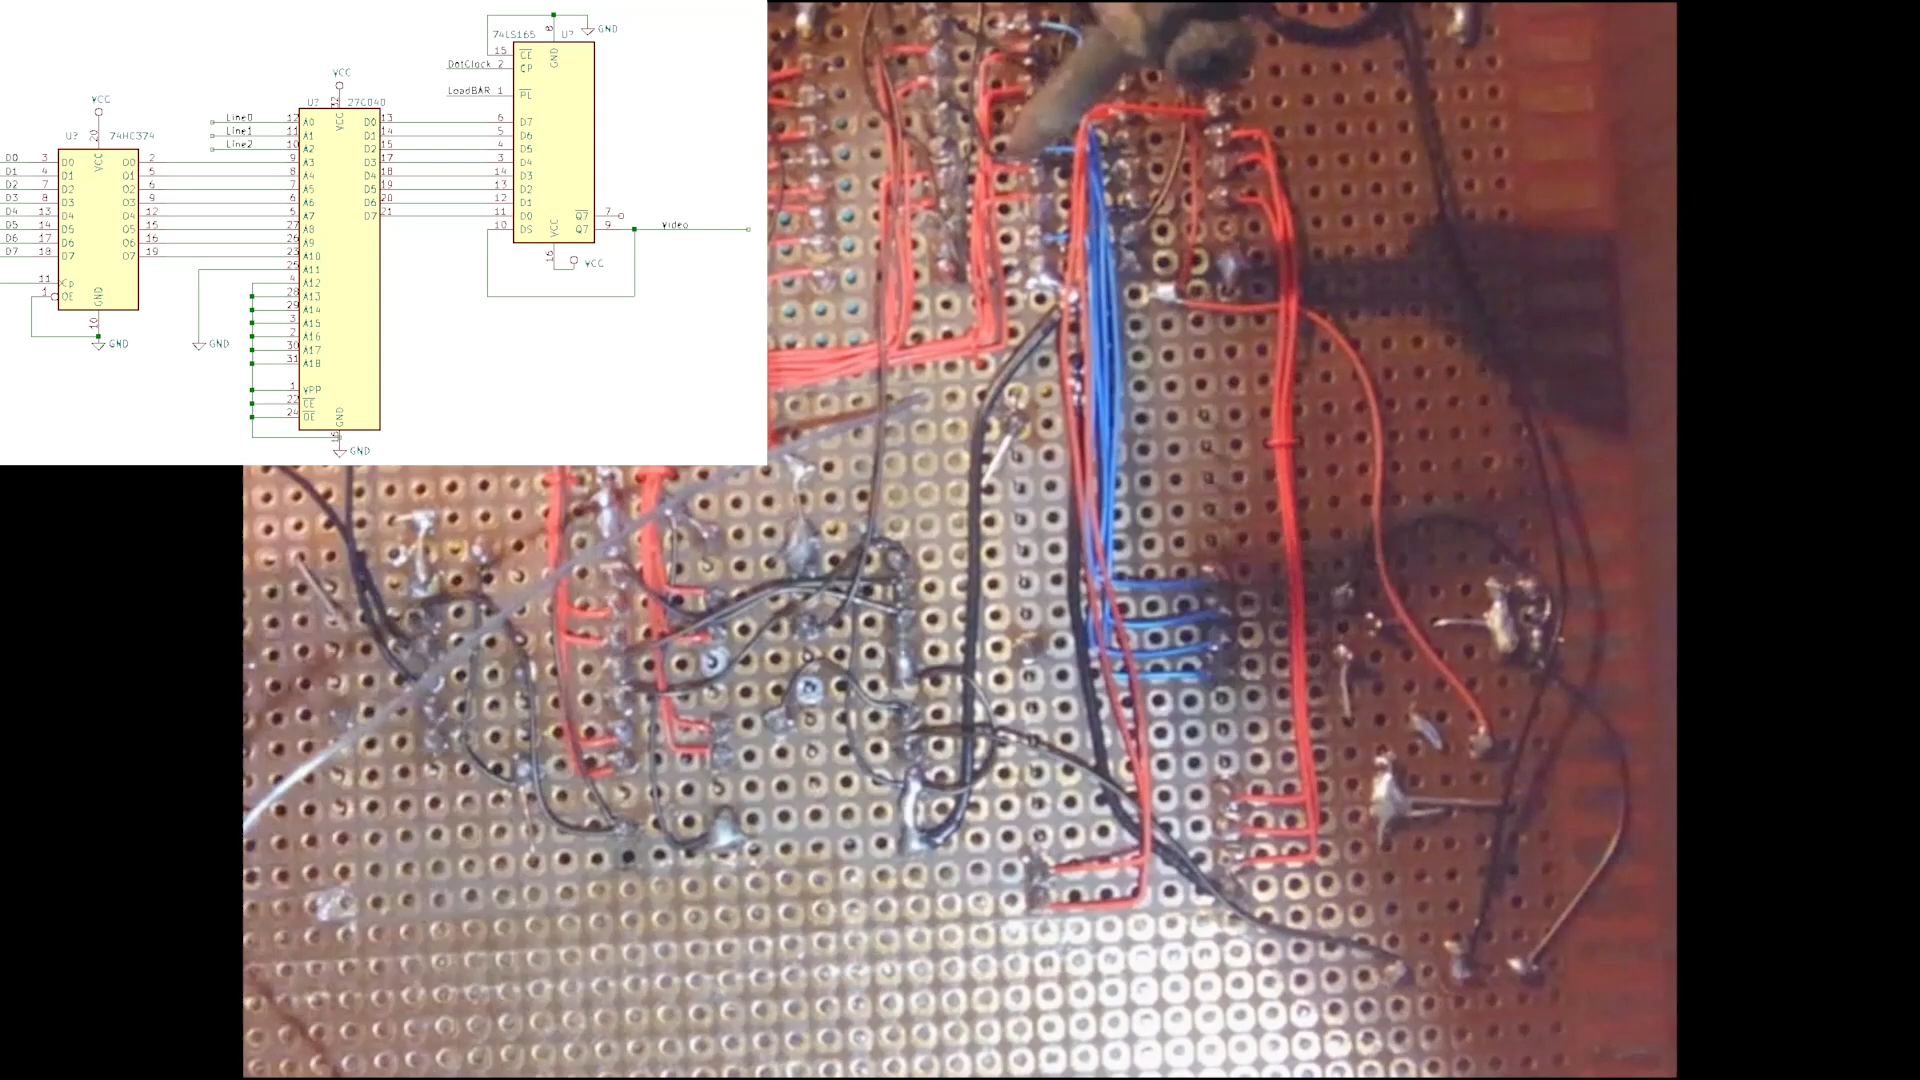 GND
74LS165 U?
8
GND
15 CE
DotClock 2 CP
LoadBAR 1 PL
6 D7
5 D6
4 D5
3 D4
14 D3
13 D2
12 D1
11 D0 Q7 7
10 DS Q7 9 Video
VCC
16
VCC
VCC
U? 27C040
32
VCC
Line0 12 A0 D0 13
Line1 11 A1 D1 14
Line2 10 A2 D2 15
9 A3 D3 17
8 A4 D4 18
7 A5 D5 19
6 A6 D6 20
5 A7 D7 21
27 A8
26 A9
23 A10
25 A11
4 A12
28 A13
29 A14
3 A15
2 A16
30 A17
31 A18
1 VPP
22 CE
24 OE
GND
16
GND
GND
VCC
20
U? 74HC374
VCC
D0 3 D0 O0 2
D1 4 D1 O1 5
D2 7 D2 O2 6
D3 8 D3 O3 9
D4 13 D4 O4 12
D5 14 D5 O5 15
D6 17 D6 O6 16
D7 18 D7 O7 19
11 Cp
1 OE
GND
10
GND